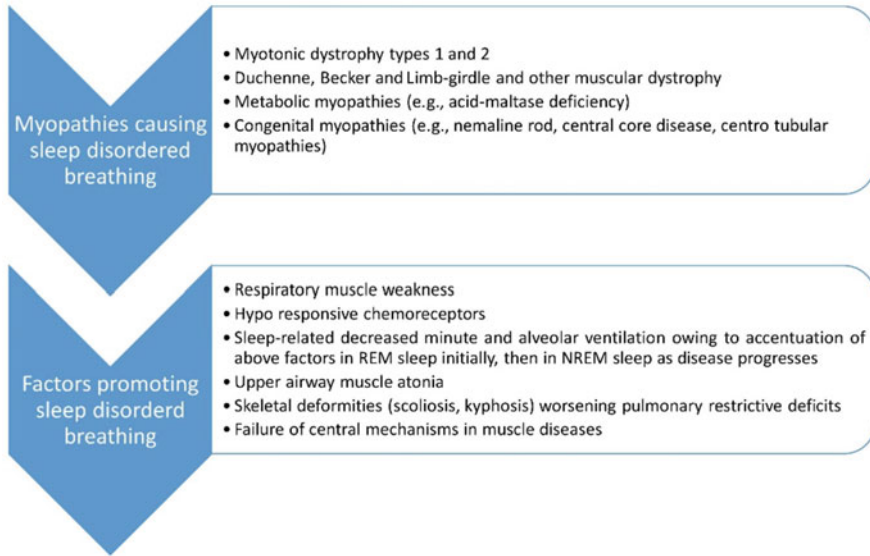 Myopathies causing
sleep disordered
breathing
• Myotonic dystrophy types 1 and 2
• Duchenne, Becker and Limb-girdle and other muscular dystrophy
• Metabolic myopathies (e.g., acid-maltase deficiency)
• Congenital myopathies (e.g., nemaline rod, central core disease, centro tubular
myopathies)
Factors promoting
sleep disorderd
breathing
• Respiratory muscle weakness
• Hypo responsive chemoreceptors
• Sleep-related decreased minute and alveolar ventilation owing to accentuation of
above factors in REM sleep initially, then in NREM sleep as disease progresses
• Upper airway muscle atonia
• Skeletal deformities (scoliosis, kyphosis) worsening pulmonary restrictive deficits
• Failure of central mechanisms in muscle diseases